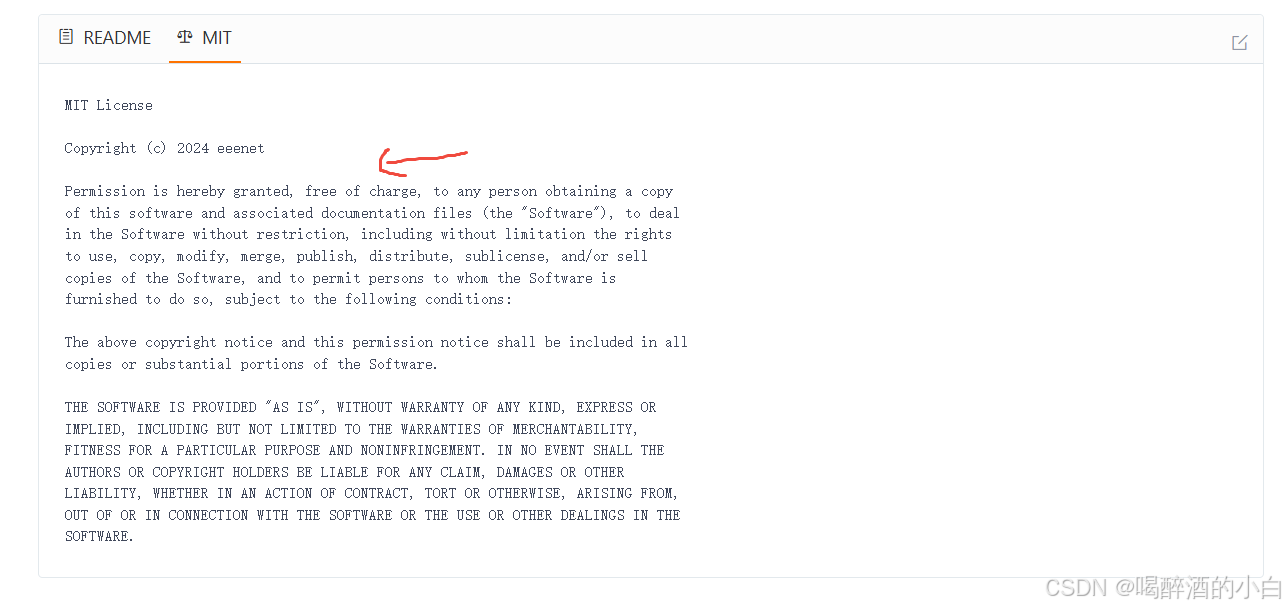 README MIT
MIT License
Copyright (c) 2024 eeenet
Permission is hereby granted, free of charge, to any person obtaining a copy
of this software and associated documentation files (the "Software"), to deal
in the Software without restriction, including without limitation the rights
to use, copy, modify, merge, publish, distribute, sublicense, and/or sell
copies of the Software, and to permit persons to whom the Software is
furnished to do so, subject to the following conditions:
The above copyright notice and this permission notice shall be included in all
copies or substantial portions of the Software.
THE SOFTWARE IS PROVIDED "AS IS", WITHOUT WARRANTY OF ANY KIND, EXPRESS OR
IMPLIED, INCLUDING BUT NOT LIMITED TO THE WARRANTIES OF MERCHANTABILITY,
FITNESS FOR A PARTICULAR PURPOSE AND NONINFRINGEMENT. IN NO EVENT SHALL THE
AUTHORS OR COPYRIGHT HOLDERS BE LIABLE FOR ANY CLAIM, DAMAGES OR OTHER
LIABILITY, WHETHER IN AN ACTION OF CONTRACT, TORT OR OTHERWISE, ARISING FROM,
OUT OF OR IN CONNECTION WITH THE SOFTWARE OR THE USE OR OTHER DEALINGS IN THE
SOFTWARE.
CSDN @喝醉酒的小白